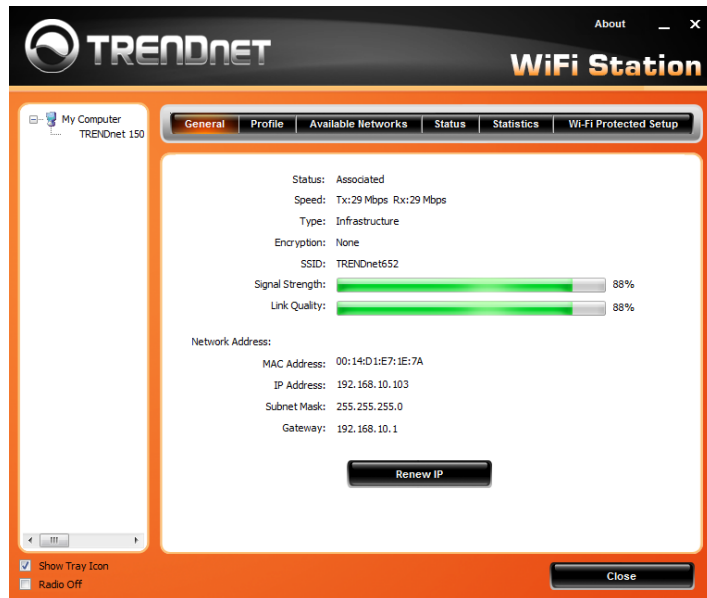 About
TRENDNET
WiFi Station
My Computer
TRENDnet 150
General Profile Available Networks Status Statistics Wi-Fi Protected Setup
Status: Associated
Speed: Tx:29 Mbps Rx:29 Mbps
Type: Infrastructure
Encryption: None
SSID: TRENDnet652
Signal Strength: 88%
Link Quality: 88%
Network Address:
MAC Address: 00:14:D1:E7:1E:7A
IP Address: 192.168.10.103
Subnet Mask: 255.255.255.0
Gateway: 192.168.10.1
Renew IP
Show Tray Icon
Radio Off
Close